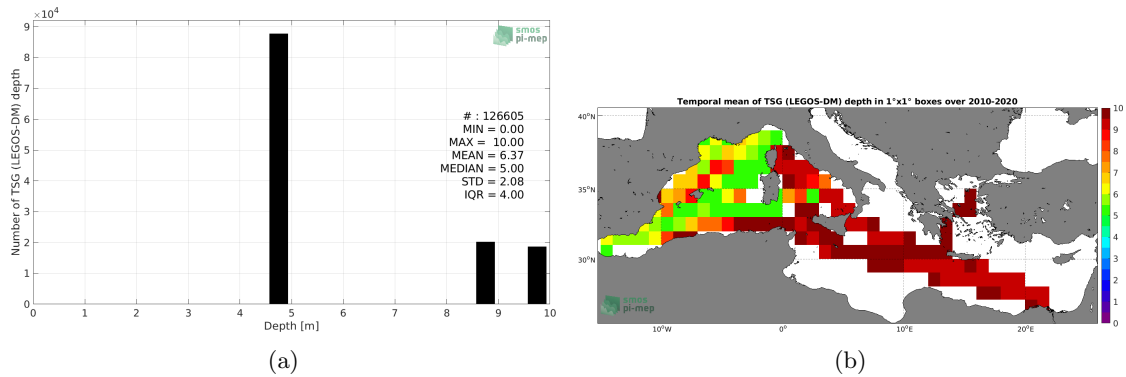 ×10⁴
9
8
7
6
5
4
3
2
1
0
Number of TSG (LEGOS-DM) depth
smos
pi-mep
# : 126605
MIN = 0.00
MAX = 10.00
MEAN = 6.37
MEDIAN = 5.00
STD = 2.08
IQR = 4.00
0 1 2 3 4 5 6 7 8 9 10
Depth [m]
(a)
Temporal mean of TSG (LEGOS-DM) depth in 1°x1° boxes over 2010-2020
40°N
35°N
30°N
smos
pi-mep
10°W 0° 10°E 20°E
10
9
8
7
6
5
4
3
2
1
0
(b)